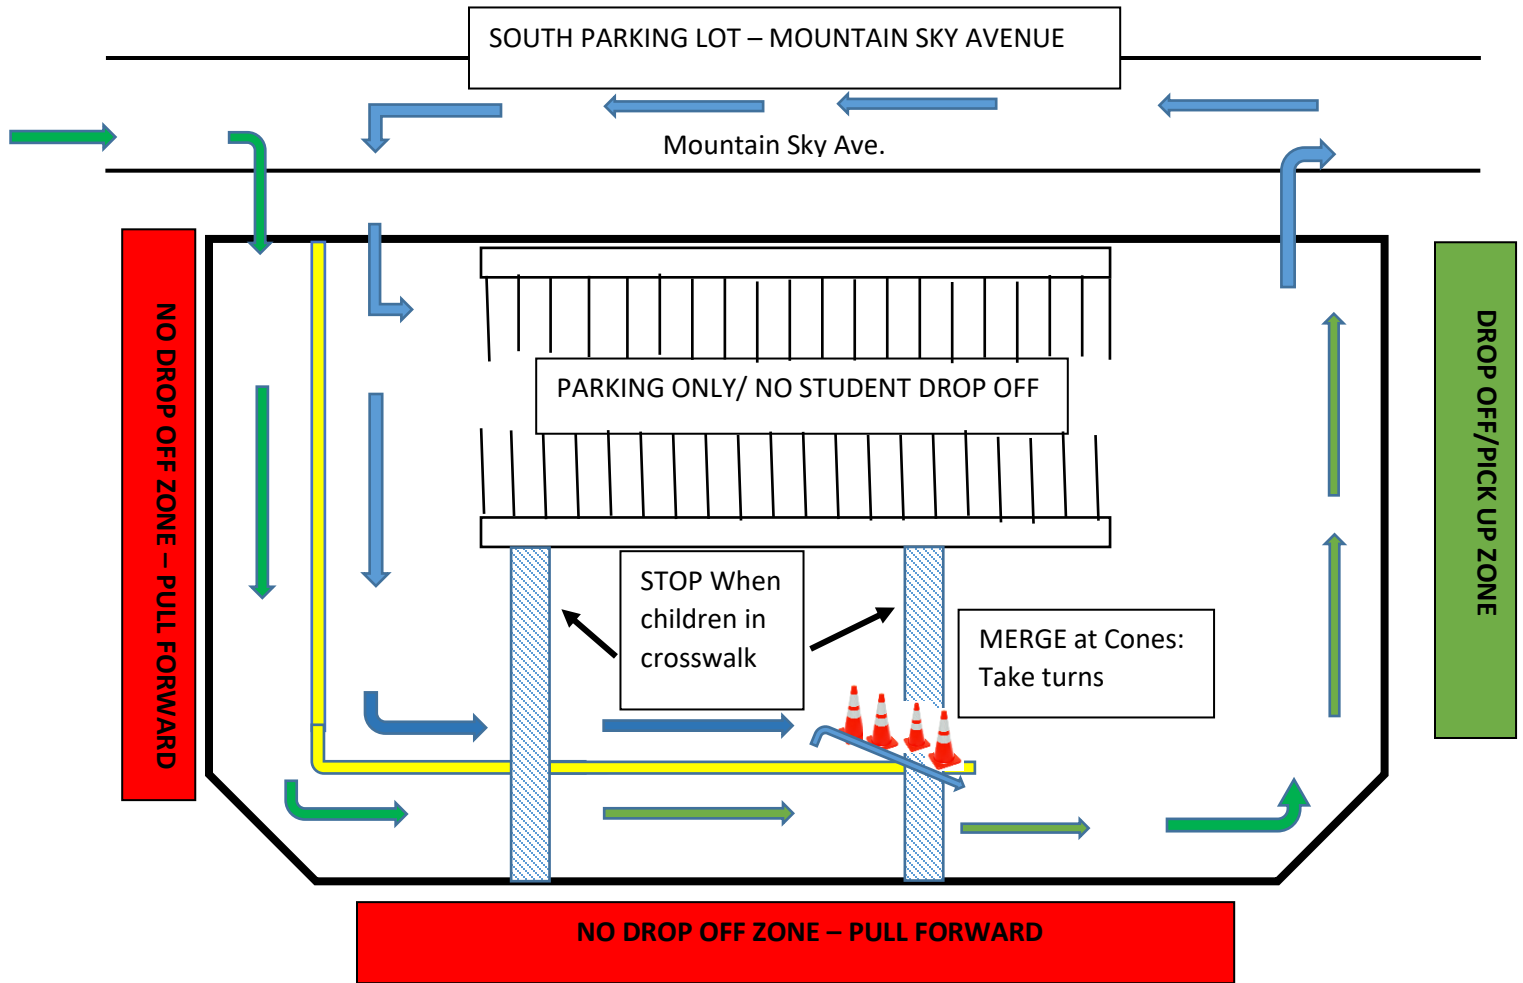 SOUTH PARKING LOT – MOUNTAIN SKY AVENUE
Mountain Sky Ave.
NO DROP OFF ZONE – PULL FORWARD
PARKING ONLY/ NO STUDENT DROP OFF
DROP OFF/PICK UP ZONE
STOP When
children in
crosswalk
MERGE at Cones:
Take turns
NO DROP OFF ZONE – PULL FORWARD